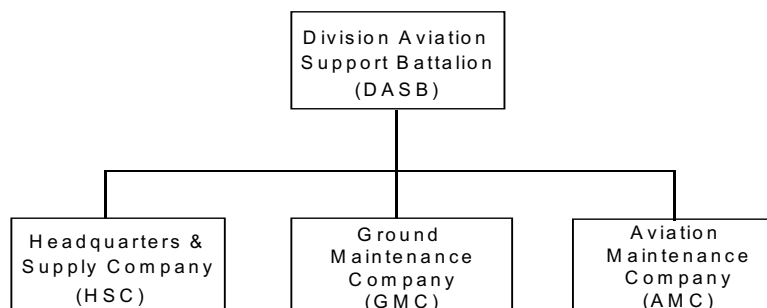 Division Aviation
Support Battalion
(DASB)
Headquarters &
Supply Company
(HSC)
Ground
Maintenance
Company
(GMC)
Aviation
Maintenance
Company
(AMC)